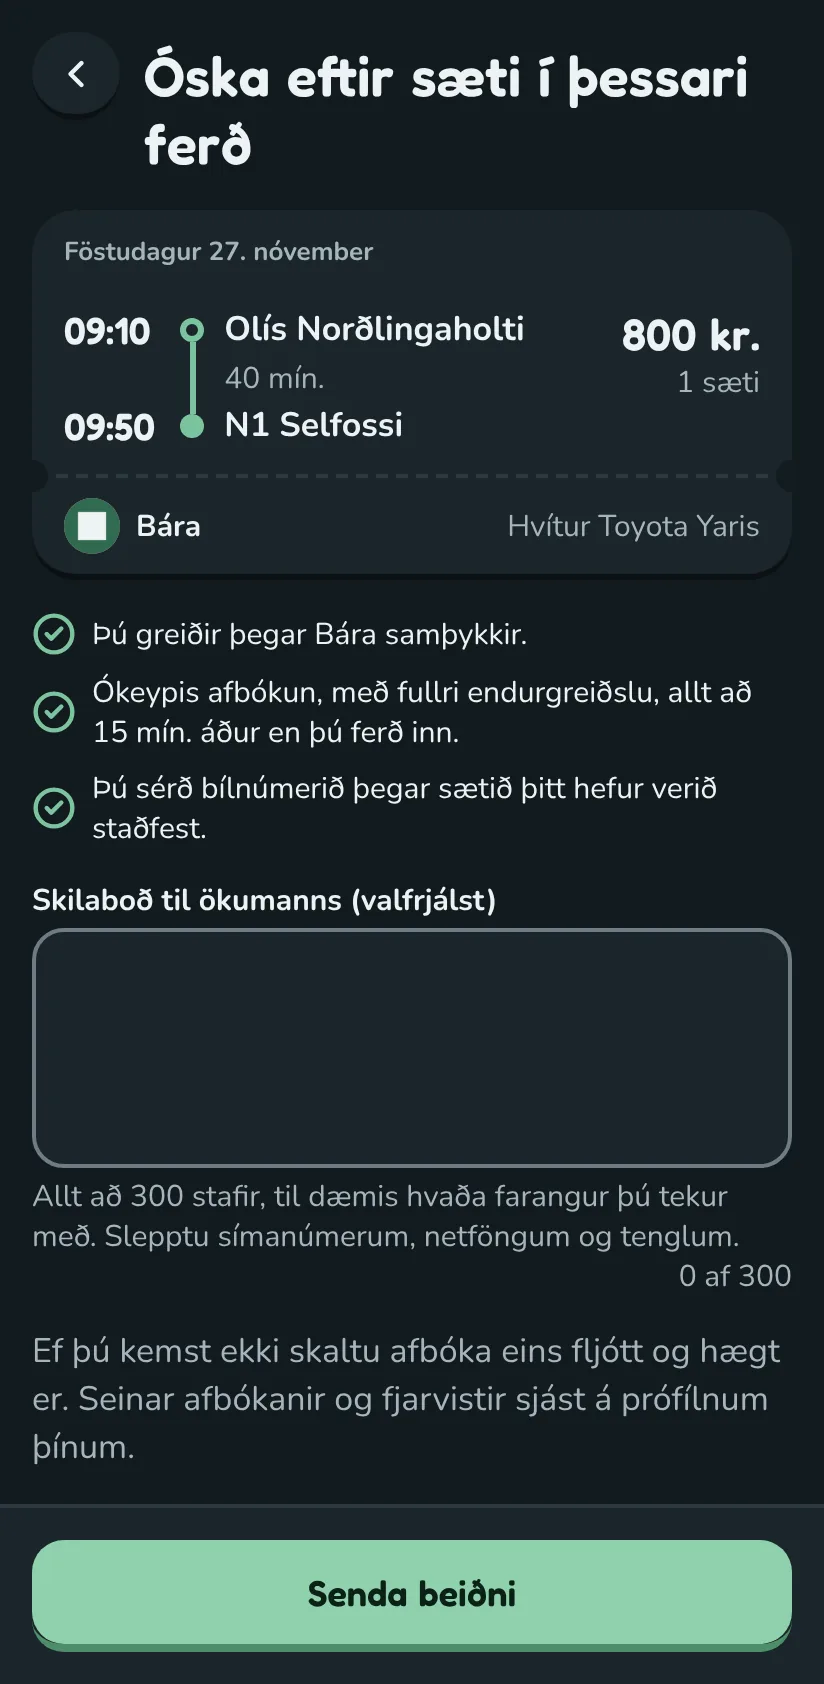 Óska eftir sæti í þessari
ferð
Föstudagur 27. nóvember
09:10 Olís Norðlingaholti 800 kr.
40 mín. 1 sæti
09:50 N1 Selfossi
Bára Hvítur Toyota Yaris
Þú greiðir þegar Bára samþykkir.
Ókeypis afbókun, með fullri endurgreiðslu, allt að
15 mín. áður en þú ferð inn.
Þú sérð bílnúmerið þegar sætið þitt hefur verið
staðfest.
Skilaboð til ökumanns (valfrjálst)
Allt að 300 stafir, til dæmis hvaða farangur þú tekur
með. Slepptu símanúmerum, netföngum og tenglum.
0 af 300
Ef þú kemst ekki skaltu afbóka eins fljótt og hægt
er. Seinar afbókanir og fjarvistir sjást á prófílnum
þínum.
Senda beiðni